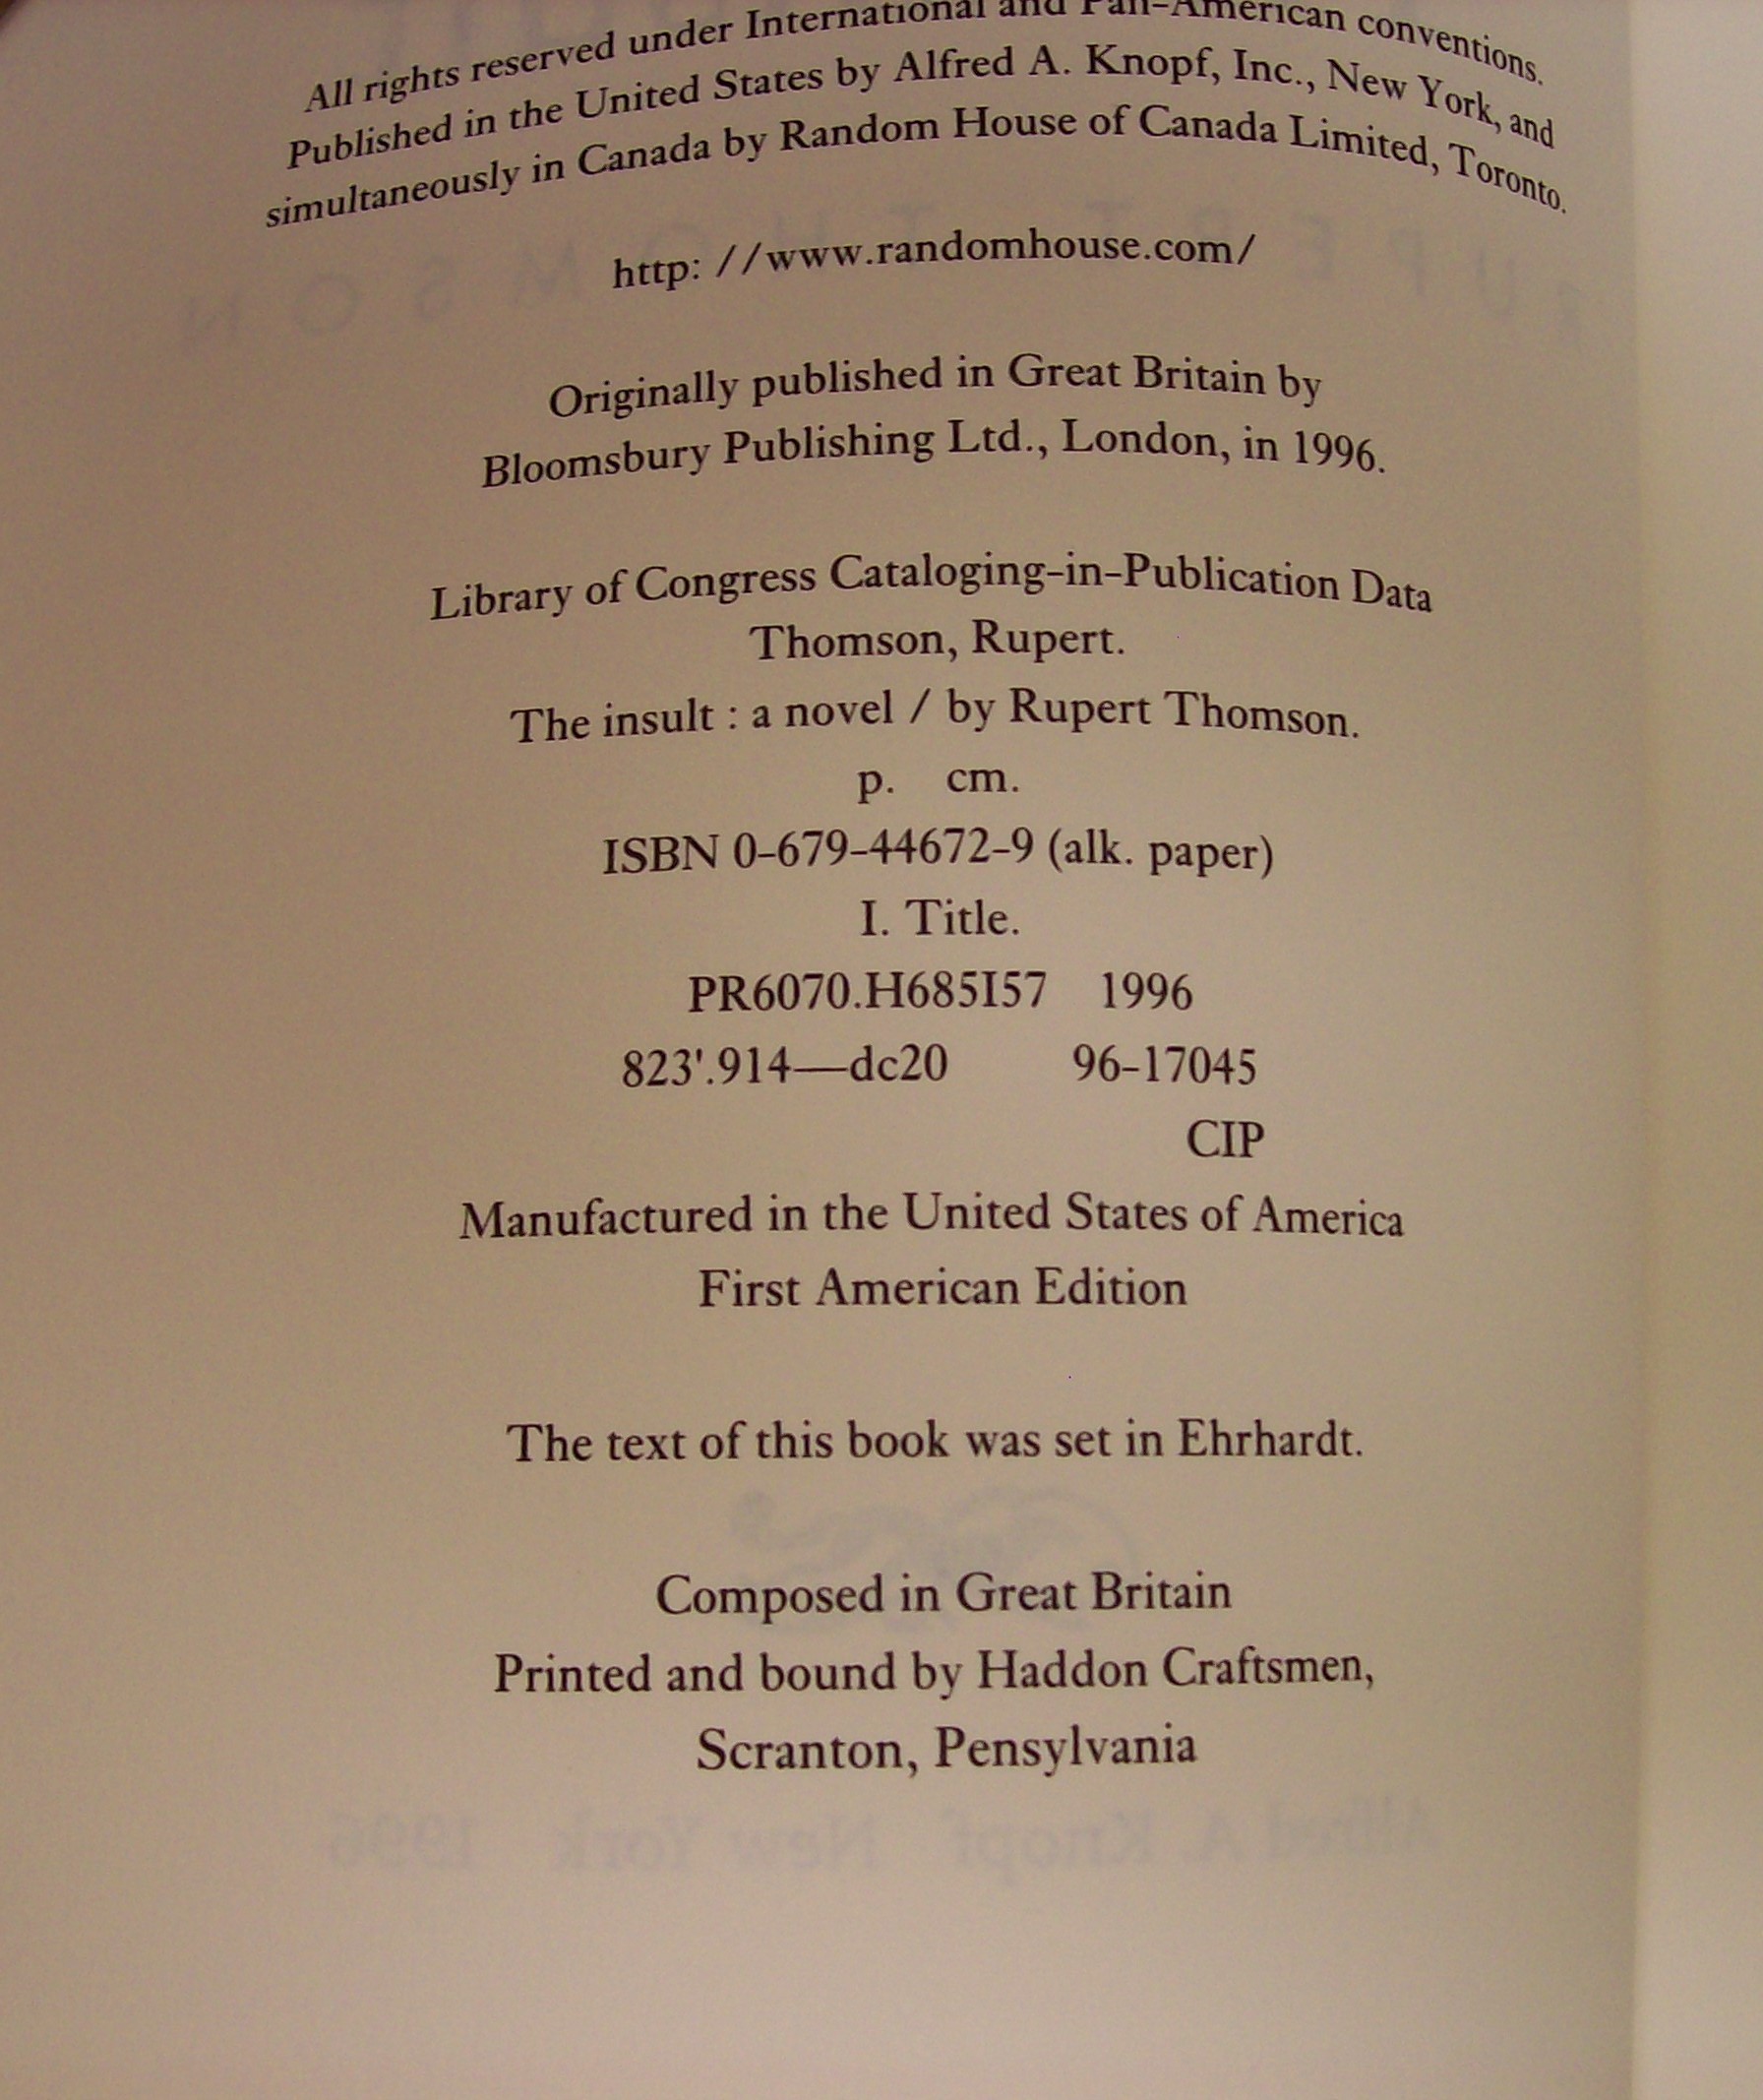 All rights reserved under International and Pan-American conventions.
Published in the United States by Alfred A. Knopf, Inc., New York, and
simultaneously in Canada by Random House of Canada Limited, Toronto.
http: //www.randomhouse.com/
Originally published in Great Britain by
Bloomsbury Publishing Ltd., London, in 1996.
Library of Congress Cataloging-in-Publication Data
Thomson, Rupert.
The insult : a novel / by Rupert Thomson.
p. cm.
ISBN 0-679-44672-9 (alk. paper)
I. Title.
PR6070.H685I57 1996
823'.914—dc20 96-17045
CIP
Manufactured in the United States of America
First American Edition
The text of this book was set in Ehrhardt.
Composed in Great Britain
Printed and bound by Haddon Craftsmen,
Scranton, Pensylvania
Alfred A. Knopf New York 1996